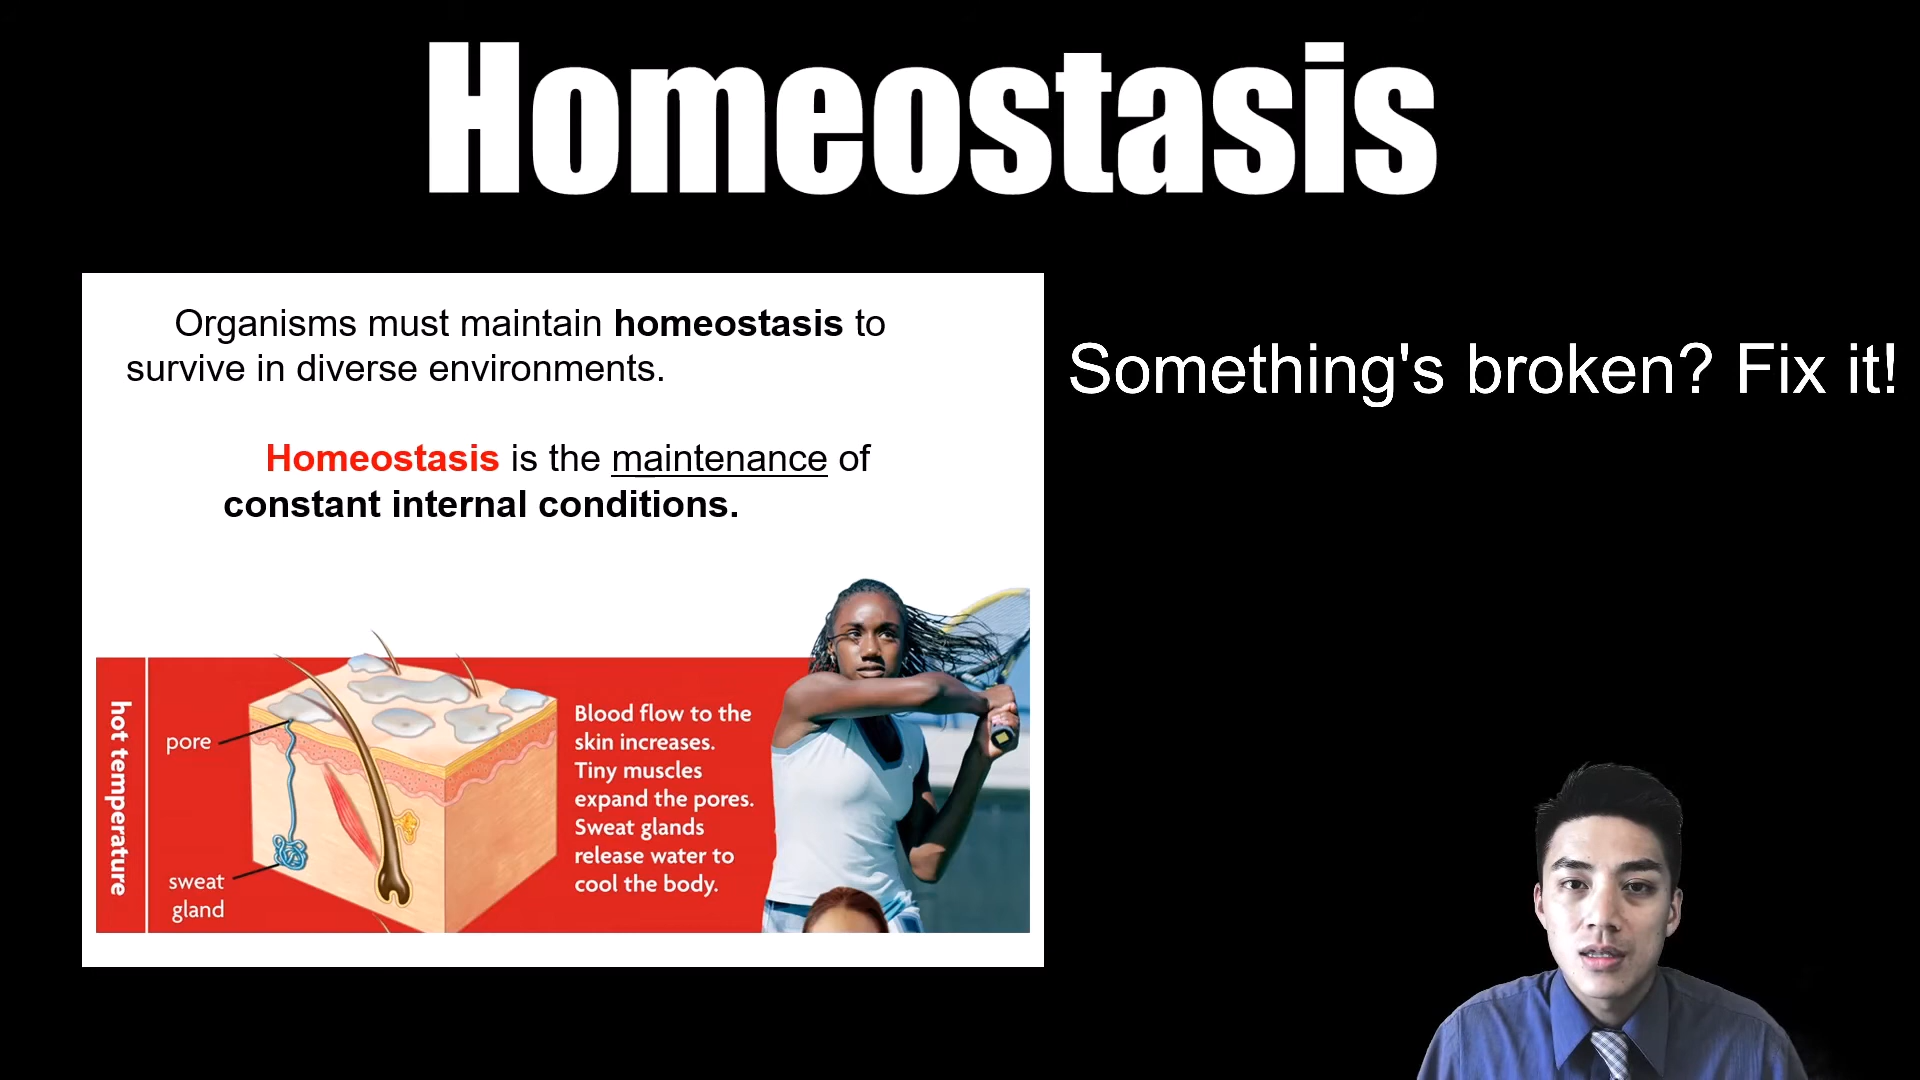 Homeostasis
Organisms must maintain homeostasis to
survive in diverse environments.
Homeostasis is the maintenance of
constant internal conditions.
Something's broken? Fix it!
hot temperature
pore
sweat
gland
Blood flow to the
skin increases.
Tiny muscles
expand the pores.
Sweat glands
release water to
cool the body.